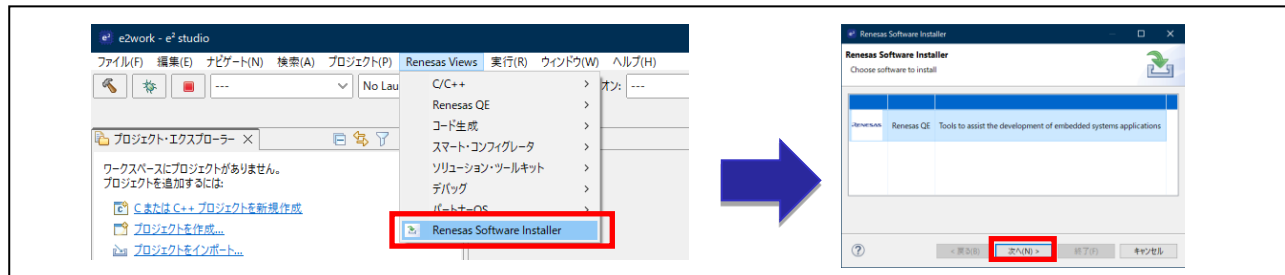 e2work - e² studio
ファイル(F) 編集(E) ナビゲート(N) 検索(A) プロジェクト(P) Renesas Views 実行(R) ウィンドウ(W) ヘルプ(H)
--- No Lau オン: ---
C/C++ >
Renesas QE >
コード生成 >
スマート・コンフィグレータ >
ソリューション・ツールキット >
デバッグ >
パートナーOS >
Renesas Software Installer
プロジェクト・エクスプローラー ×
ワークスペースにプロジェクトがありません。
プロジェクトを追加するには:
C または C++ プロジェクトを新規作成
プロジェクトを作成...
プロジェクトをインポート...
Renesas Software Installer
Renesas Software Installer
Choose software to install
RENESAS Renesas QE Tools to assist the development of embedded systems applications
< 戻る(B) 次へ(N) > 終了(F) キャンセル